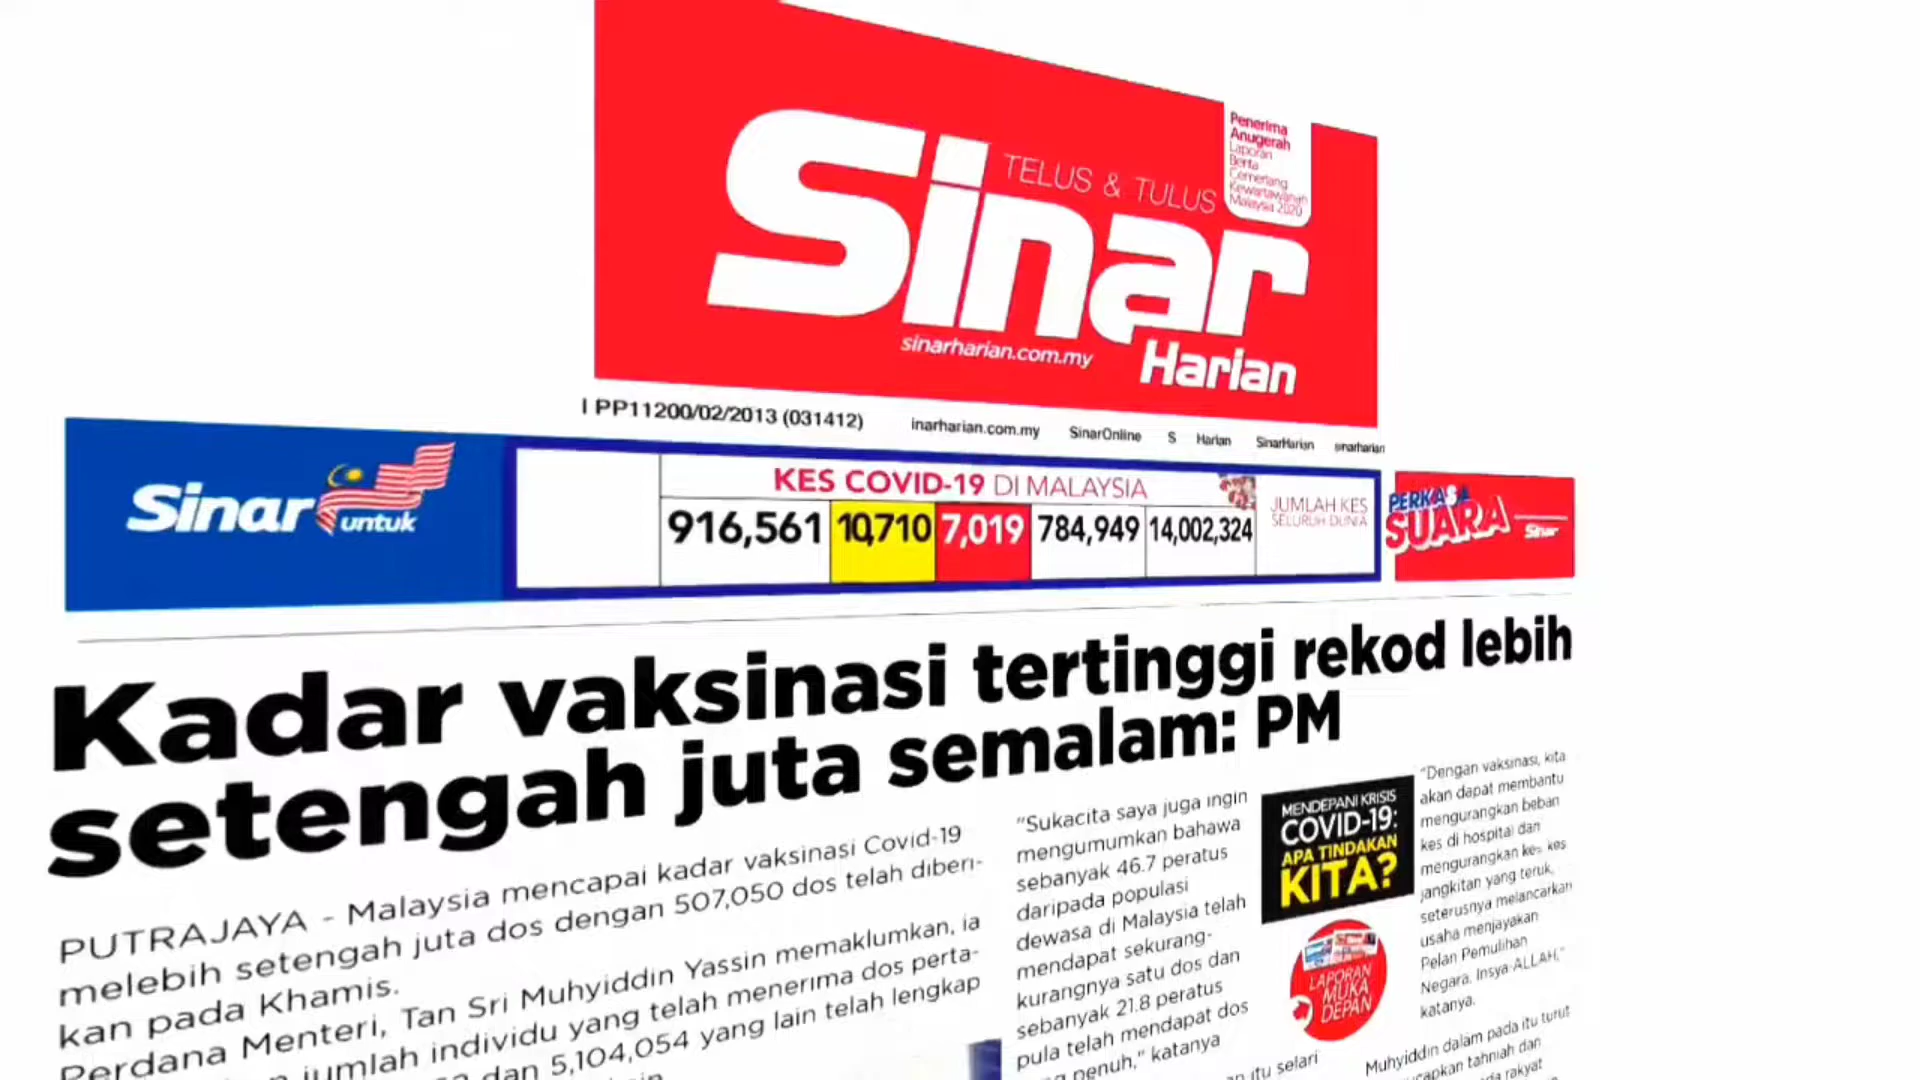 Penerima
Anugerah
Laporan
Berita
Cemerlang
Kewartawanan
Malaysia 2020
TELUS & TULUS
Sinar
Harian
sinarharian.com.my
PP11200/02/2013 (031412)
inarharian.com.my SinarOnline S Harian SinarHarian sinarharian
Sinar
untuk
KES COVID-19 DI MALAYSIA
916,561 10,710 7,019 784,949 14,002,324
JUMLAH KES
SELURUH DUNIA
PERKASA
SUARA
Sinar
Kadar vaksinasi tertinggi rekod lebih
setengah juta semalam: PM
PUTRAJAYA - Malaysia mencapai kadar vaksinasi Covid-19
melebih setengah juta dos dengan 507,050 dos telah diberi-
kan pada Khamis.
Perdana Menteri, Tan Sri Muhyiddin Yassin memaklumkan, ia
jumlah individu yang telah menerima dos perta-
dan 5,104,054 yang lain telah lengkap
"Sukacita saya juga ingin
mengumumkan bahawa
sebanyak 46.7 peratus
daripada populasi
dewasa di Malaysia telah
mendapat sekurang-
kurangnya satu dos dan
sebanyak 21.8 peratus
pula telah mendapat dos
penuh," katanya
itu selari
MENDEPANI KRISIS
COVID-19:
APA TINDAKAN
KITA?
LAPORAN
MUKA
DEPAN
"Dengan vaksinasi, kita
akan dapat membantu
mengurangkan beban
kes di hospital dan
mengurangkan kes kes
jangkitan yang teruk,
seterusnya melancarkan
usaha menjayakan
Pelan Pemulihan
Negara. Insya-ALLAH,"
katanya.
Muhyiddin dalam pada itu turut
tahniah dan
rakyat